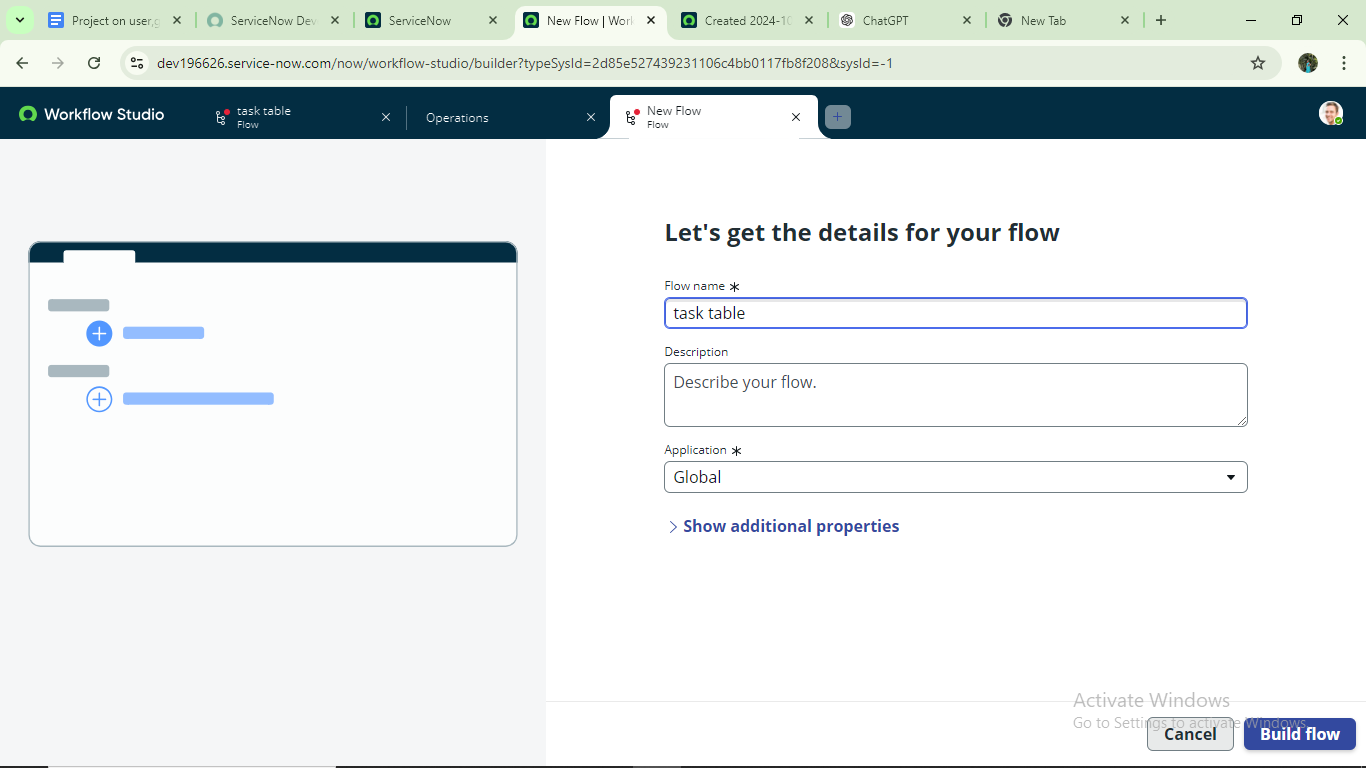 Project on user,g
ServiceNow Dev
ServiceNow
New Flow | Work
Created 2024-10
ChatGPT
New Tab
dev196626.service-now.com/now/workflow-studio/builder?typeSysId=2d85e527439231106c4bb0117fb8f208&sysId=-1
Workflow Studio
task table
Flow
Operations
New Flow
Flow
Let's get the details for your flow
Flow name *
task table
Description
Describe your flow.
Application *
Global
Show additional properties
Activate Windows
Go to Settings to activate Windows.
Cancel
Build flow